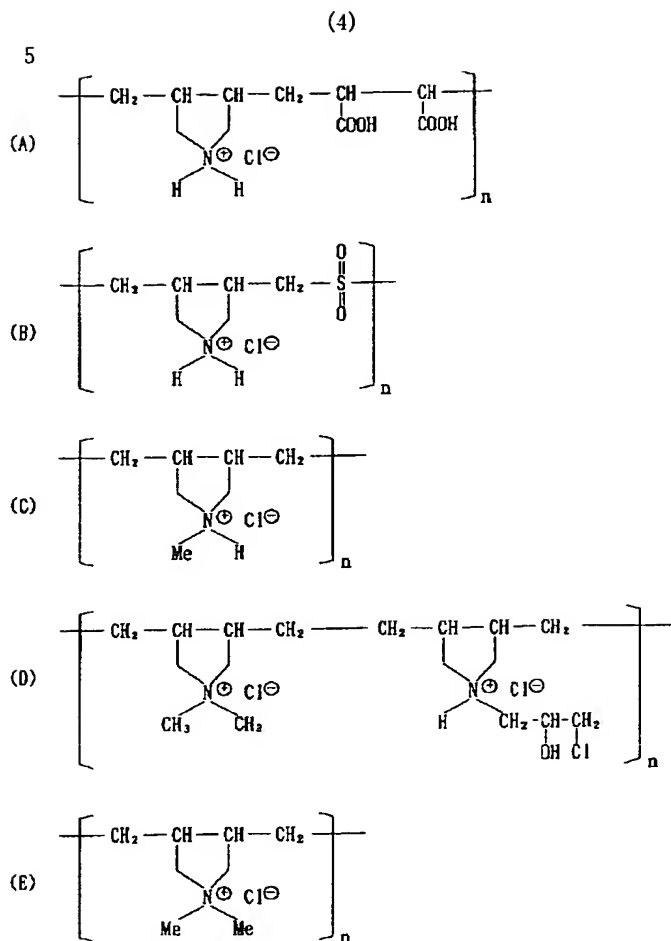 (4)
5
(A)
CH₂ — CH — CH — CH₂ — CH — CH
COOH COOH
N⊕ Cl⊖
H H
n
(B)
CH₂ — CH — CH — CH₂ — S
O
O
N⊕ Cl⊖
H H
n
(C)
CH₂ — CH — CH — CH₂
N⊕ Cl⊖
Me H
n
(D)
CH₂ — CH — CH — CH₂ — CH₂ — CH — CH — CH₂
N⊕ Cl⊖ N⊕ Cl⊖
CH₃ CH₂ H CH₂-CH-CH₂
OH Cl
n
(E)
CH₂ — CH — CH — CH₂
N⊕ Cl⊖
Me Me
n